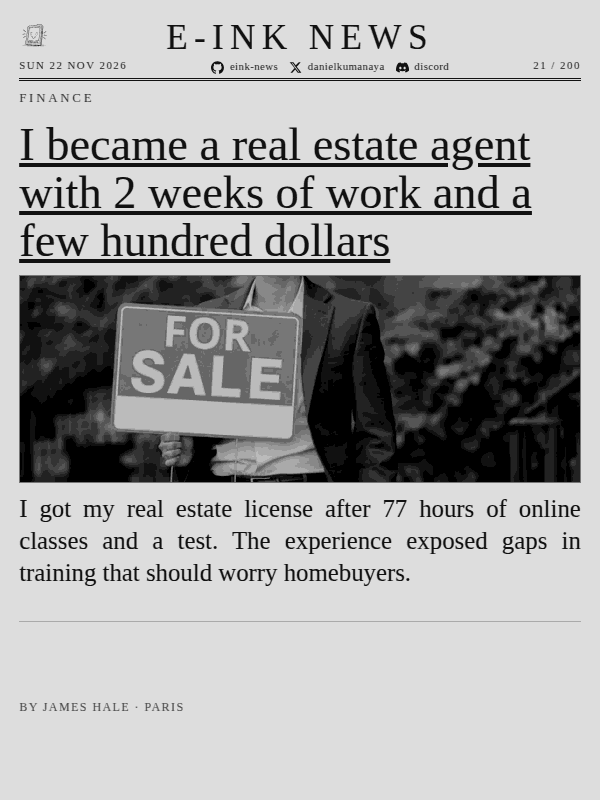 E-INK NEWS
SUN 22 NOV 2026
eink-news danielkumanaya discord
21 / 200
FINANCE
I became a real estate agent
with 2 weeks of work and a
few hundred dollars
FOR
SALE
I got my real estate license after 77 hours of online
classes and a test. The experience exposed gaps in
training that should worry homebuyers.
BY JAMES HALE · PARIS